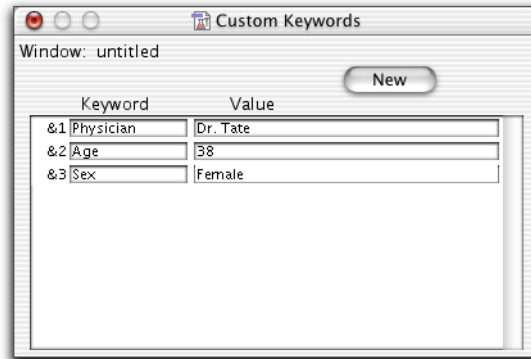 Custom Keywords
Window: untitled
New
Keyword Value
&1 Physician Dr. Tate
&2 Age 38
&3 Sex Female